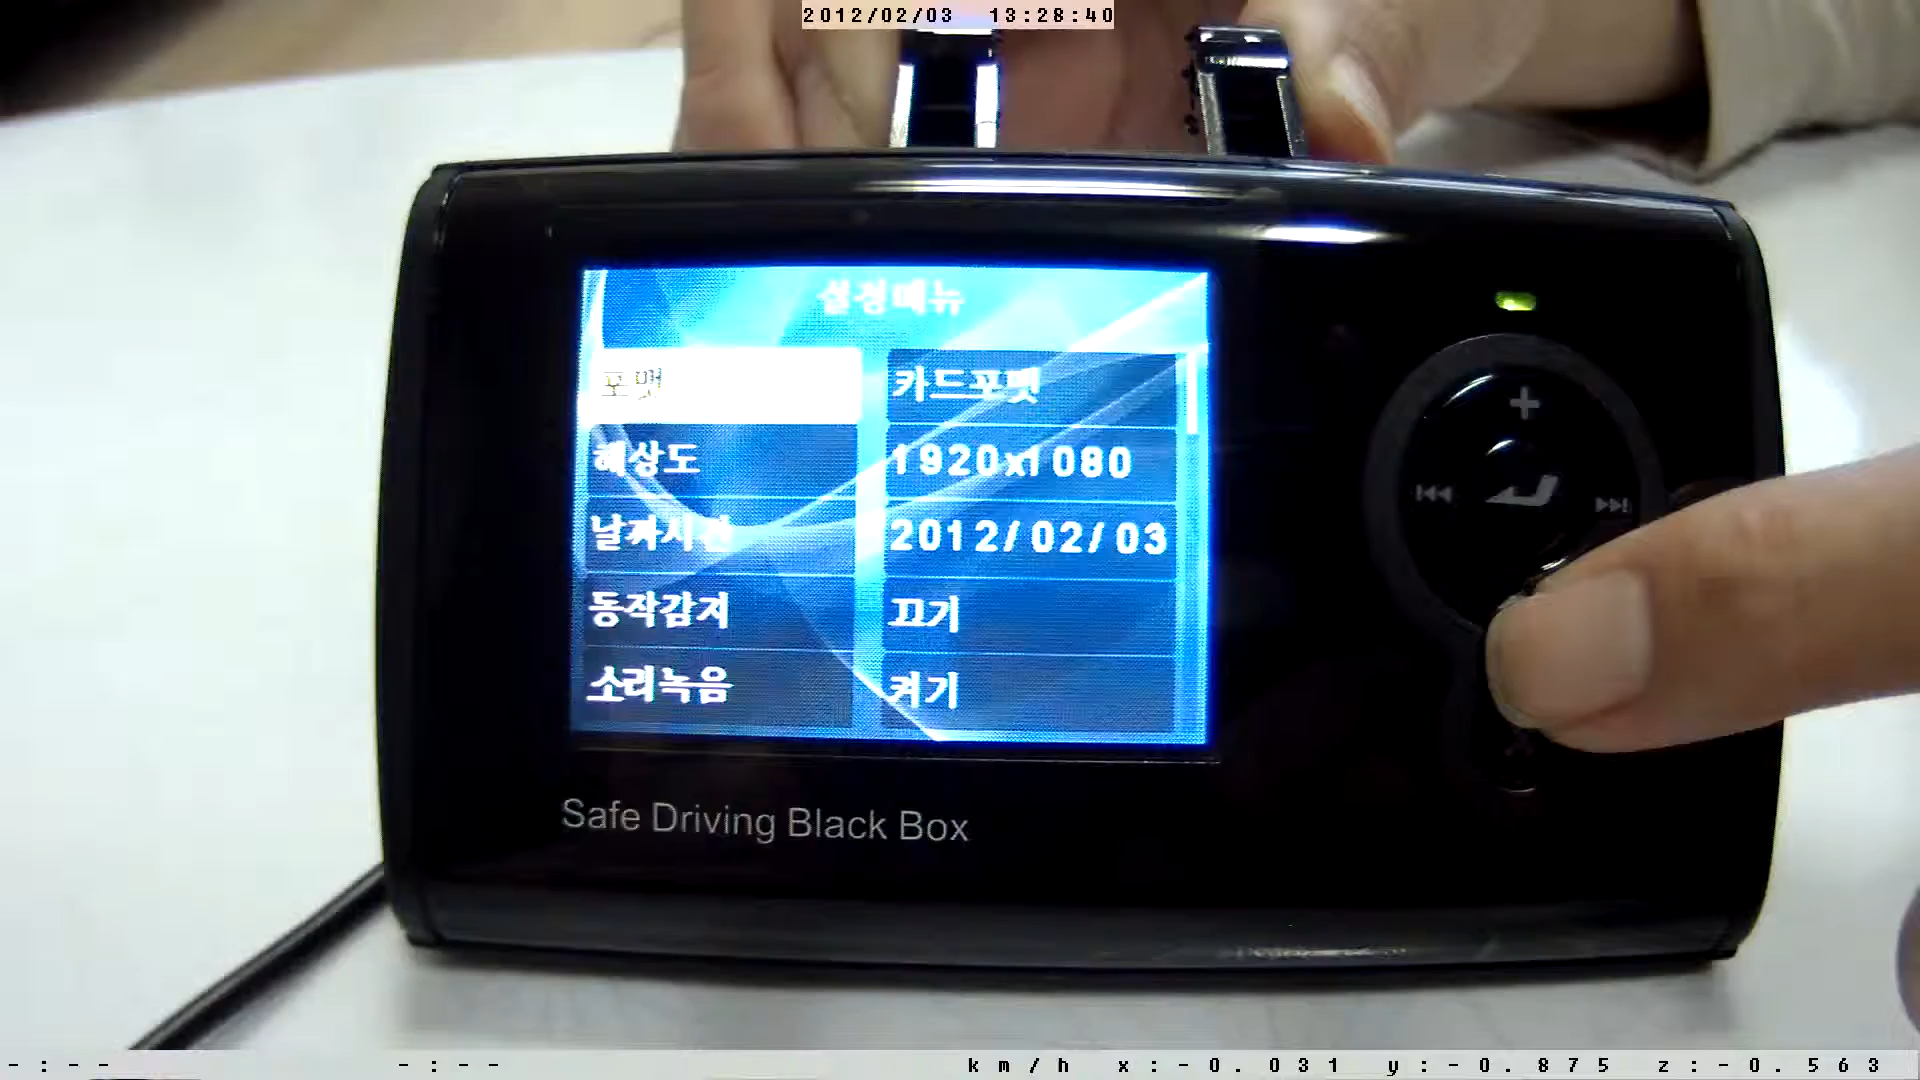 2012/02/03 13:28:40
설정메뉴
포맷 카드포맷
해상도 1920x1080
날짜시간 2012/02/03
동작감지 끄기
소리녹음 켜기
Safe Driving Black Box
-:-- -:-- km/h x:-0.031 y:-0.875 z:-0.563